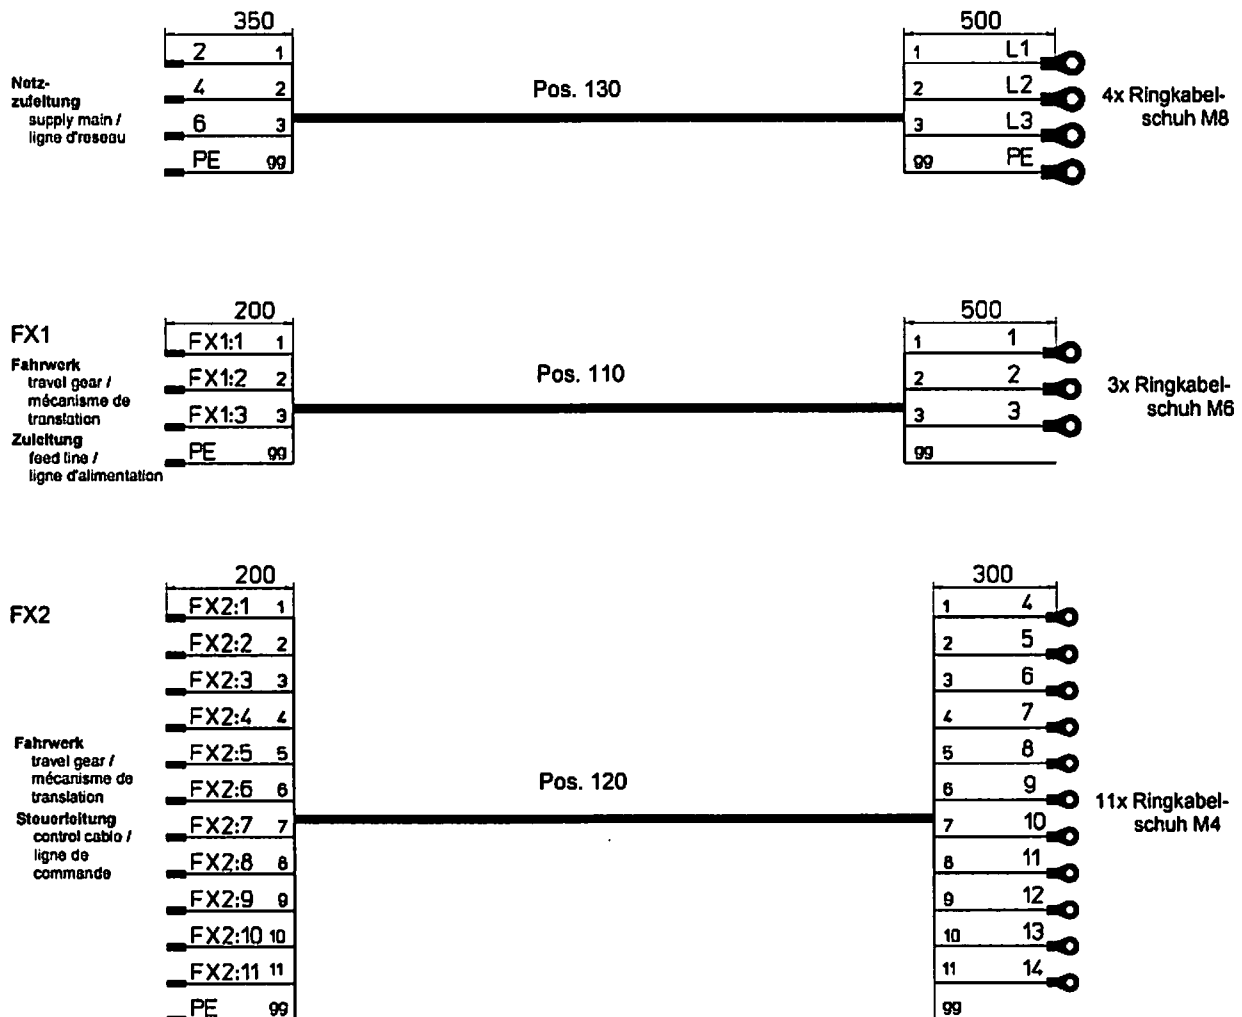 350
500
2 1
1 L1
4 2
2 L2
6 3
3 L3
PE 99
99 PE
Netz-
zuleitung
supply main /
ligne d'reseau
Pos. 130
4x Ringkabel-
schuh M8
200
500
FX1
Fahrwerk
travel gear /
mécanisme de
translation
Zuleitung
feed line /
ligne d'alimentation
FX1:1 1
FX1:2 2
FX1:3 3
PE 99
Pos. 110
1 1
2 2
3 3
99
3x Ringkabel-
schuh M6
200
300
FX2
Fahrwerk
travel gear /
mécanisme de
translation
Steuerleitung
control cable /
ligne de
commande
FX2:1 1
FX2:2 2
FX2:3 3
FX2:4 4
FX2:5 5
FX2:6 6
FX2:7 7
FX2:8 8
FX2:9 9
FX2:10 10
FX2:11 11
PE 99
Pos. 120
1 4
2 5
3 6
4 7
5 8
6 9
7 10
8 11
9 12
10 13
11 14
99
11x Ringkabel-
schuh M4